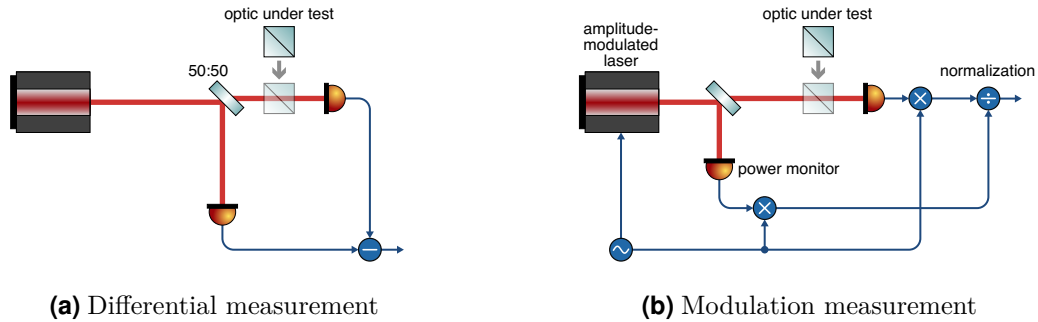 optic under test
50:50
(a) Differential measurement
optic under test
amplitude-
modulated
laser
normalization
power monitor
(b) Modulation measurement